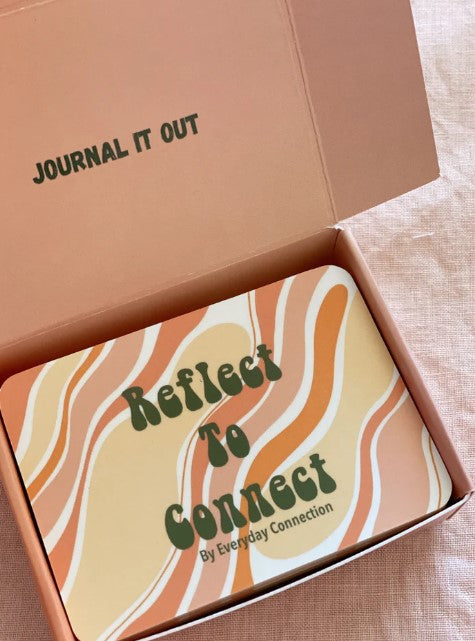 JOURNAL IT OUT
Reflect
To
Connect
By Everyday Connection